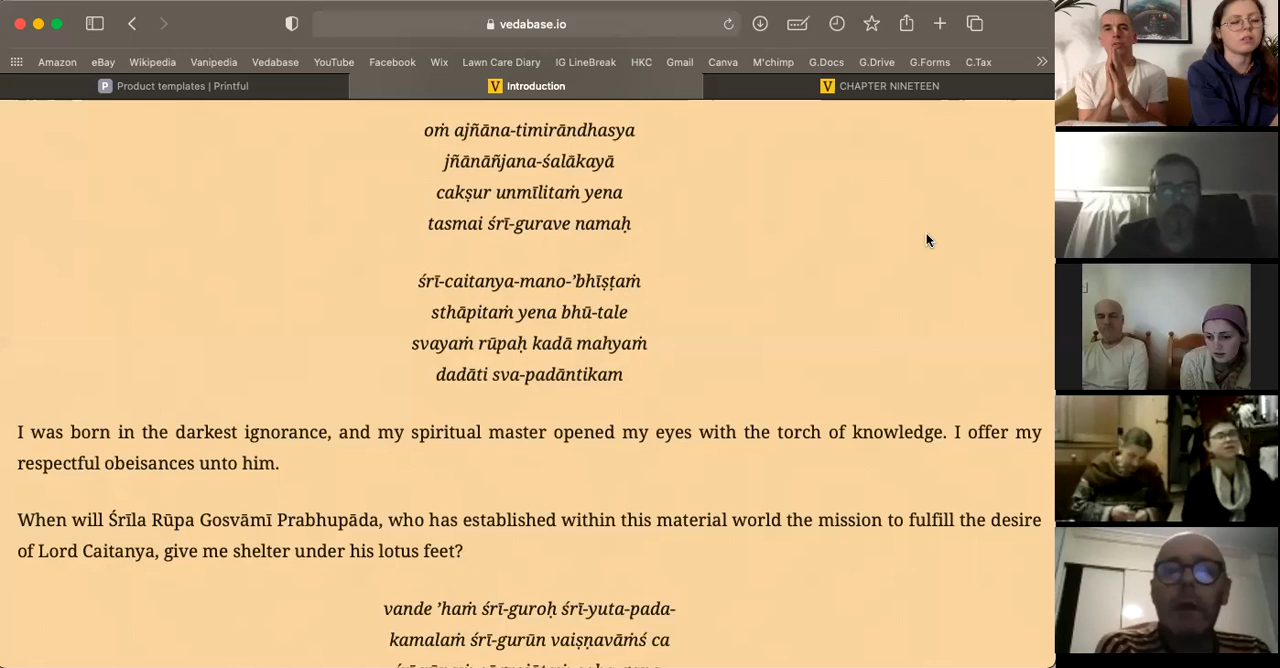 vedabase.io
Amazon eBay Wikipedia Vanipedia Vedabase YouTube Facebook Wix Lawn Care Diary IG LineBreak HKC Gmail Canva M'chimp G.Docs G.Drive G.Forms C.Tax
Product templates | Printful Introduction CHAPTER NINETEEN
oṁ ajñāna-timirāndhasya
jñānāñjana-śalākayā
cakṣur unmīlitaṁ yena
tasmai śrī-gurave namaḥ
śrī-caitanya-mano-’bhīṣṭaṁ
sthāpitaṁ yena bhū-tale
svayaṁ rūpaḥ kadā mahyaṁ
dadāti sva-padāntikam
I was born in the darkest ignorance, and my spiritual master opened my eyes with the torch of knowledge. I offer my
respectful obeisances unto him.
When will Śrīla Rūpa Gosvāmī Prabhupāda, who has established within this material world the mission to fulfill the desire
of Lord Caitanya, give me shelter under his lotus feet?
vande ’haṁ śrī-guroḥ śrī-yuta-pada-
kamalaṁ śrī-gurūn vaiṣṇavāṁś ca